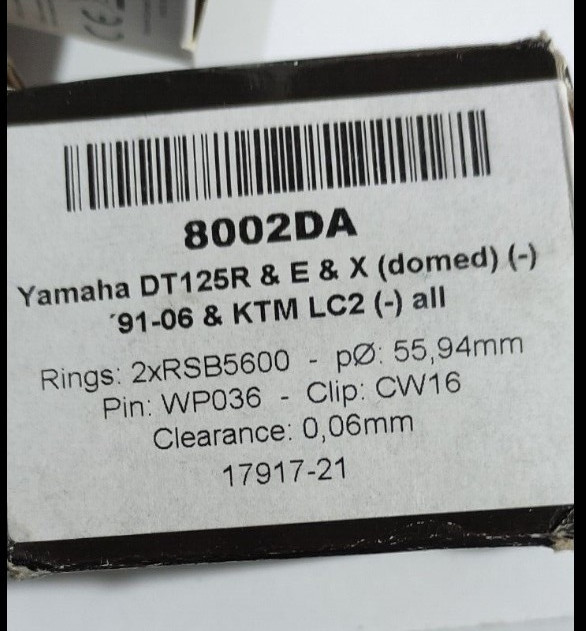 CE
8002DA
Yamaha DT125R & E & X (domed) (-)
´91-06 & KTM LC2 (-) all
Rings: 2xRSB5600 - pØ: 55,94mm
Pin: WP036 - Clip: CW16
Clearance: 0,06mm
17917-21